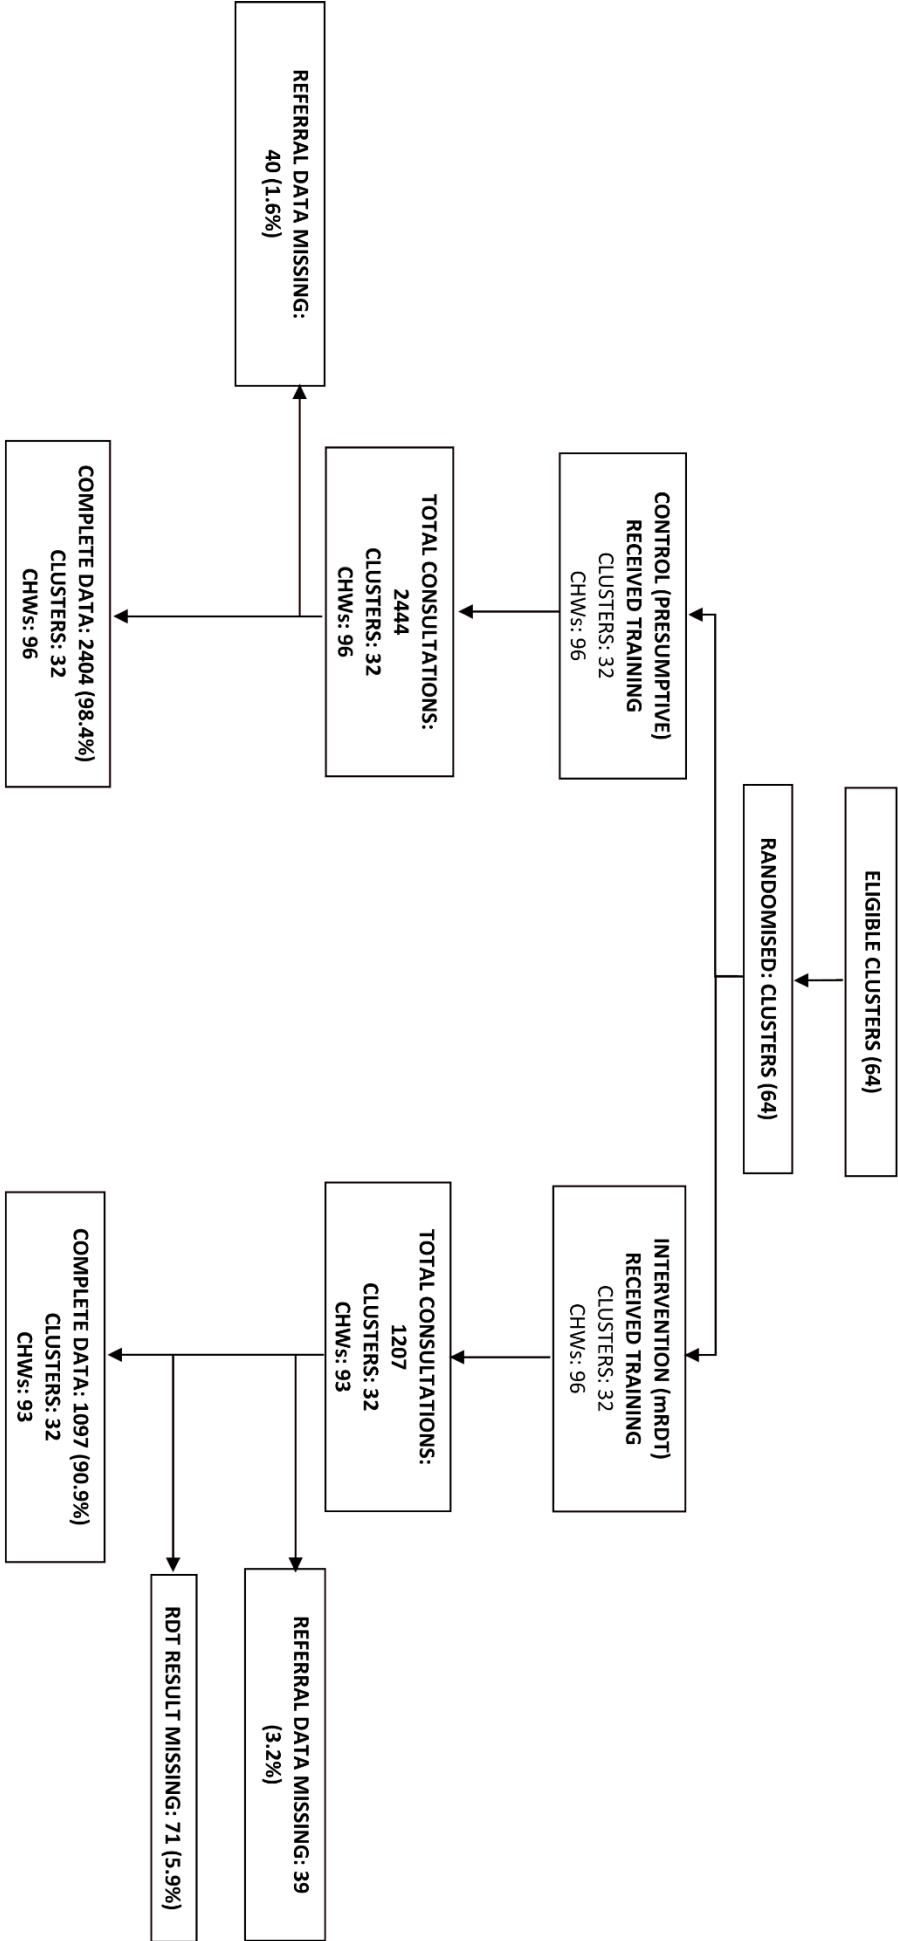 ELIGIBLE CLUSTERS (64)
RANDOMISED: CLUSTERS (64)
CONTROL (PRESUMPTIVE)
RECEIVED TRAINING
CLUSTERS: 32
CHWs: 96
INTERVENTION (mRDT)
RECEIVED TRAINING
CLUSTERS: 32
CHWs: 96
TOTAL CONSULTATIONS:
2444
CLUSTERS: 32
CHWs: 96
TOTAL CONSULTATIONS:
1207
CLUSTERS: 32
CHWs: 93
REFERRAL DATA MISSING:
40 (1.6%)
REFERRAL DATA MISSING: 39
(3.2%)
RDT RESULT MISSING: 71 (5.9%)
COMPLETE DATA: 2404 (98.4%)
CLUSTERS: 32
CHWs: 96
COMPLETE DATA: 1097 (90.9%)
CLUSTERS: 32
CHWs: 93